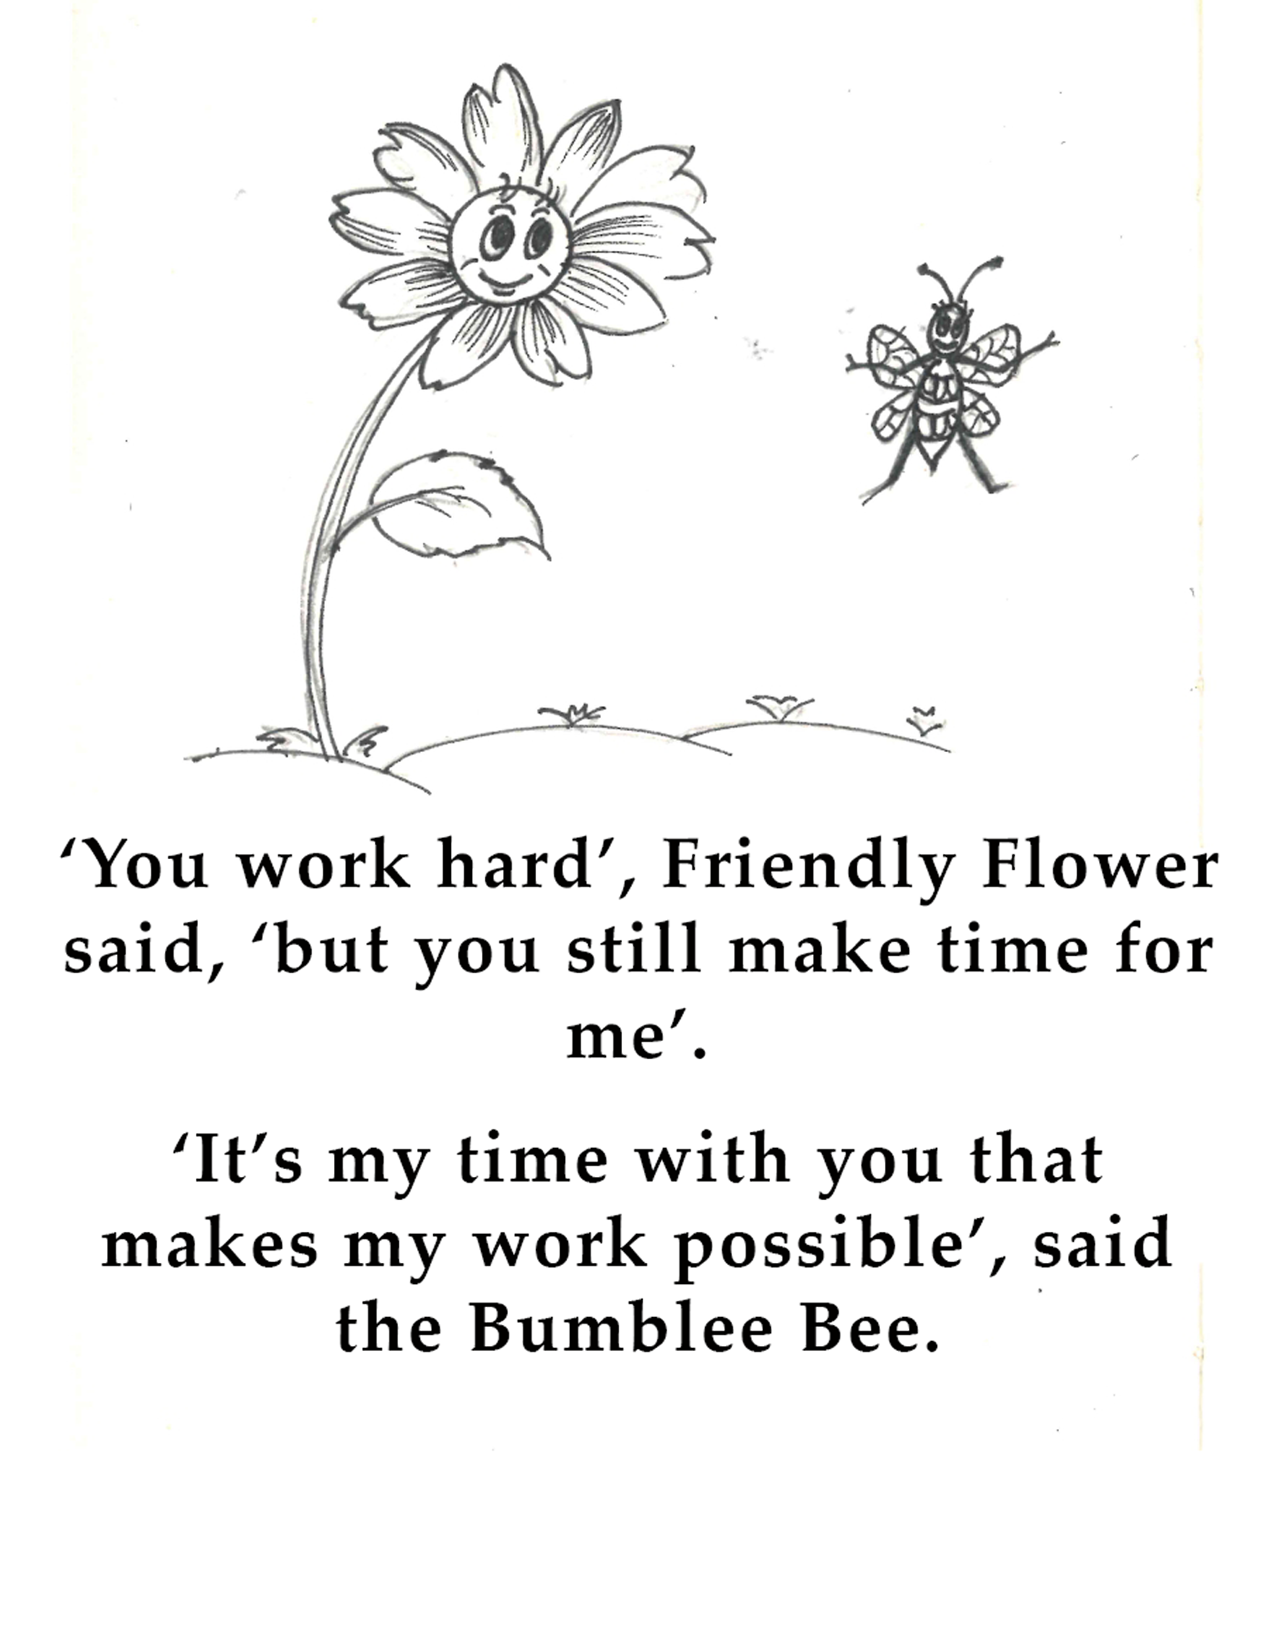 ‘You work hard’, Friendly Flower
said, ‘but you still make time for
me’.
‘It’s my time with you that
makes my work possible’, said
the Bumblee Bee.